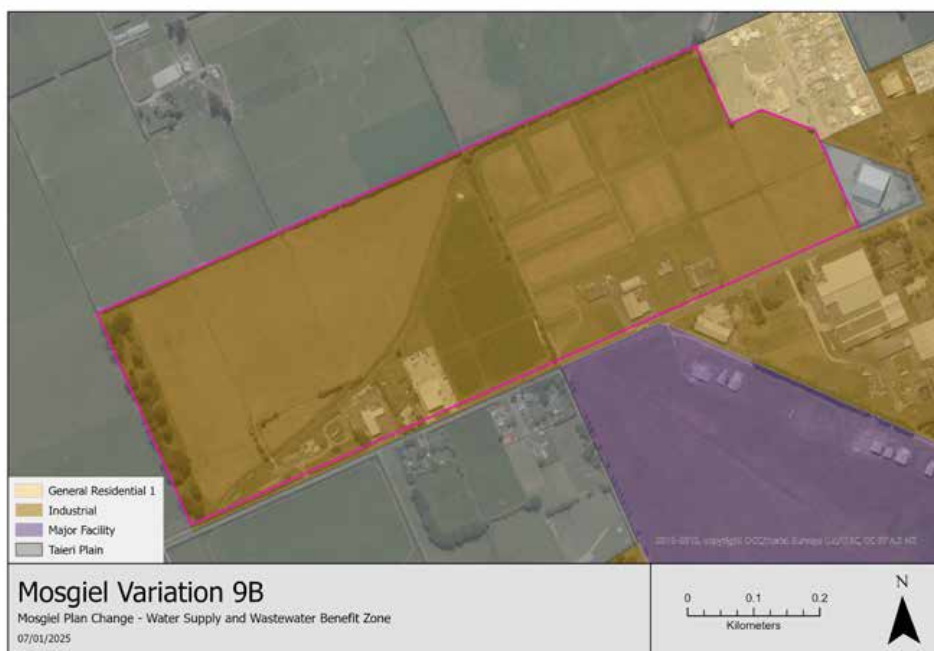 General Residential 1
Industrial
Major Facility
Taieri Plain
Mosgiel Variation 9B
Mosgiel Plan Change - Water Supply and Wastewater Benefit Zone
07/01/2025
N
0 0.1 0.2
Kilometers